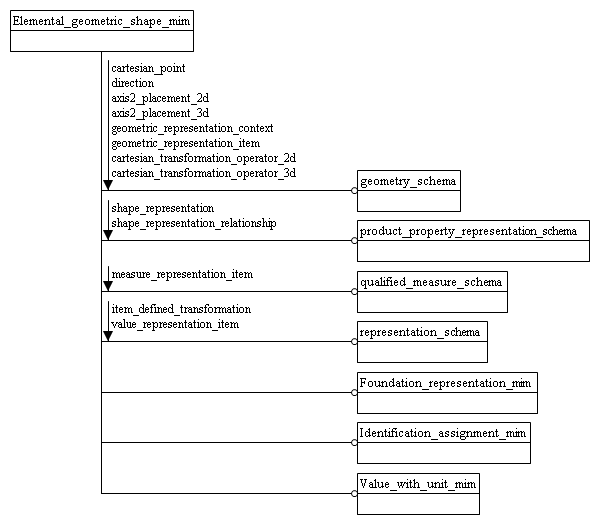 Elemental_geometric_shape_mim
cartesian_point
direction
axis2_placement_2d
axis2_placement_3d
geometric_representation_context
geometric_representation_item
cartesian_transformation_operator_2d
cartesian_transformation_operator_3d
geometry_schema
shape_representation
shape_representation_relationship
product_property_representation_schema
measure_representation_item
qualified_measure_schema
item_defined_transformation
value_representation_item
representation_schema
Foundation_representation_mim
Identification_assignment_mim
Value_with_unit_mim